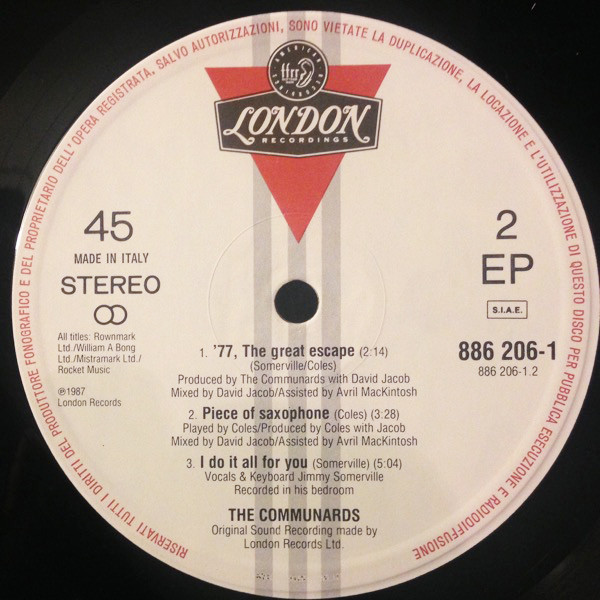 RISERVATI TUTTI I DIRITTI DEL PRODUTTORE FONOGRAFICO E DEL PROPRIETARIO DELL'OPERA REGISTRATA, SALVO AUTORIZZAZIONI, SONO VIETATE LA DUPLICAZIONE, LA LOCAZIONE E L'UTILIZZAZIONE DI QUESTO DISCO PER PUBBLICA ESECUZIONE E RADIODIFFUSIONE
AMERICAN RECORDINGS
ffrr
LONDON
RECORDINGS
45
MADE IN ITALY
STEREO
2
EP
S.I.A.E.
All titles: Rownmark
Ltd./William A Bong
Ltd./Mistramark Ltd./
Rocket Music
℗1987
London Records
886 206-1
886 206-1.2
1. '77, The great escape (2:14)
(Somerville/Coles)
Produced by The Communards with David Jacob
Mixed by David Jacob/Assisted by Avril MacKintosh
2. Piece of saxophone (Coles) (3:28)
Played by Coles/Produced by Coles with Jacob
Mixed by David Jacob/Assisted by Avril MacKintosh
3. I do it all for you (Somerville) (5:04)
Vocals & Keyboard Jimmy Somerville
Recorded in his bedroom
THE COMMUNARDS
Original Sound Recording made by
London Records Ltd.